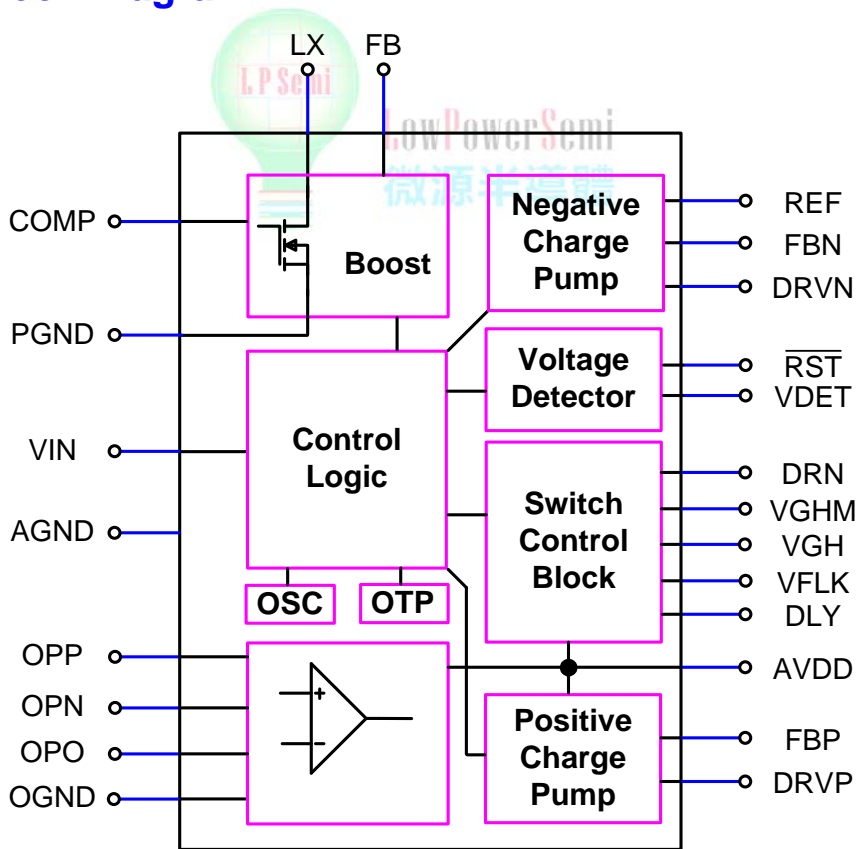 LX FB
L P Semi
LowPowerSemi
微源半導體
COMP
PGND
VIN
AGND
OPP
OPN
OPO
OGND
Boost
Control
Logic
OSC
OTP
+
−
Negative
Charge
Pump
Voltage
Detector
Switch
Control
Block
Positive
Charge
Pump
REF
FBN
DRVN
RST
VDET
DRN
VGHM
VGH
VFLK
DLY
AVDD
FBP
DRVP